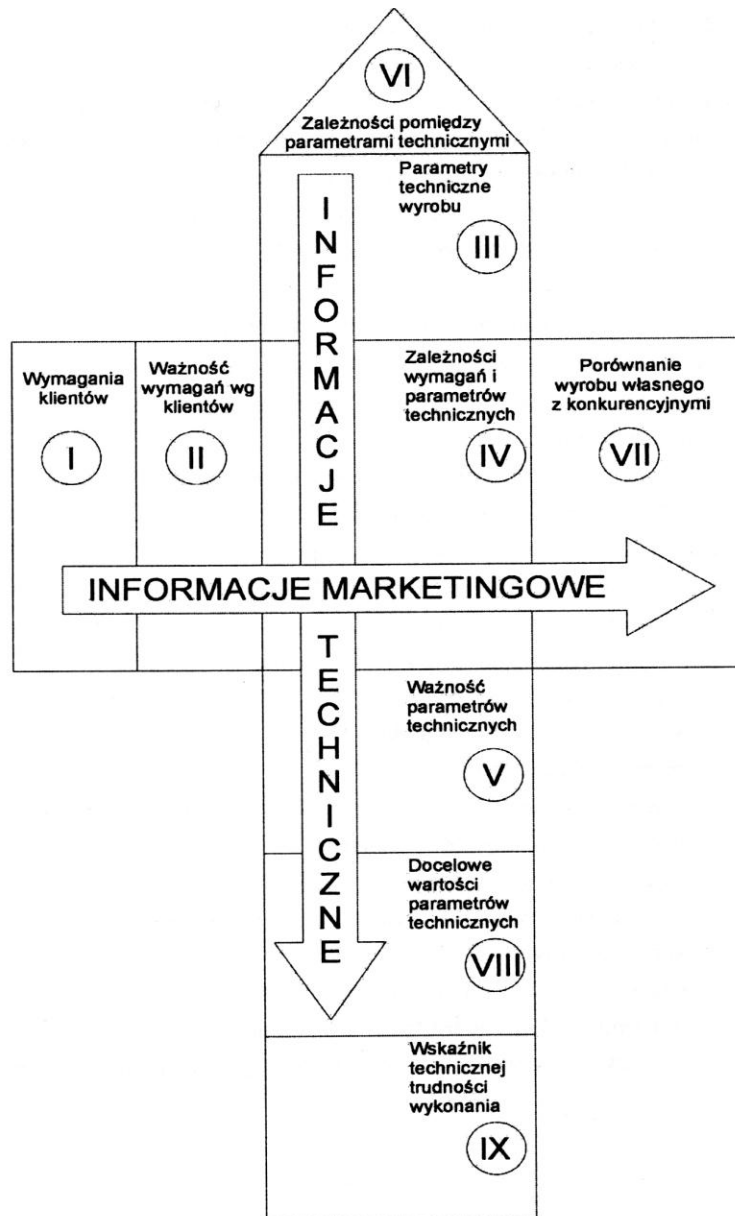 VI
Zależności pomiędzy
parametrami technicznymi
Parametry
techniczne
wyrobu
III
INFORMACJE
Wymagania
klientów
I
Ważność
wymagań wg
klientów
II
Zależności
wymagań i
parametrów
technicznych
IV
Porównanie
wyrobu własnego
z konkurencyjnymi
VII
INFORMACJE MARKETINGOWE
TECHNICZNE
Ważność
parametrów
technicznych
V
Docelowe
wartości
parametrów
technicznych
VIII
Wskaźnik
technicznej
trudności
wykonania
IX